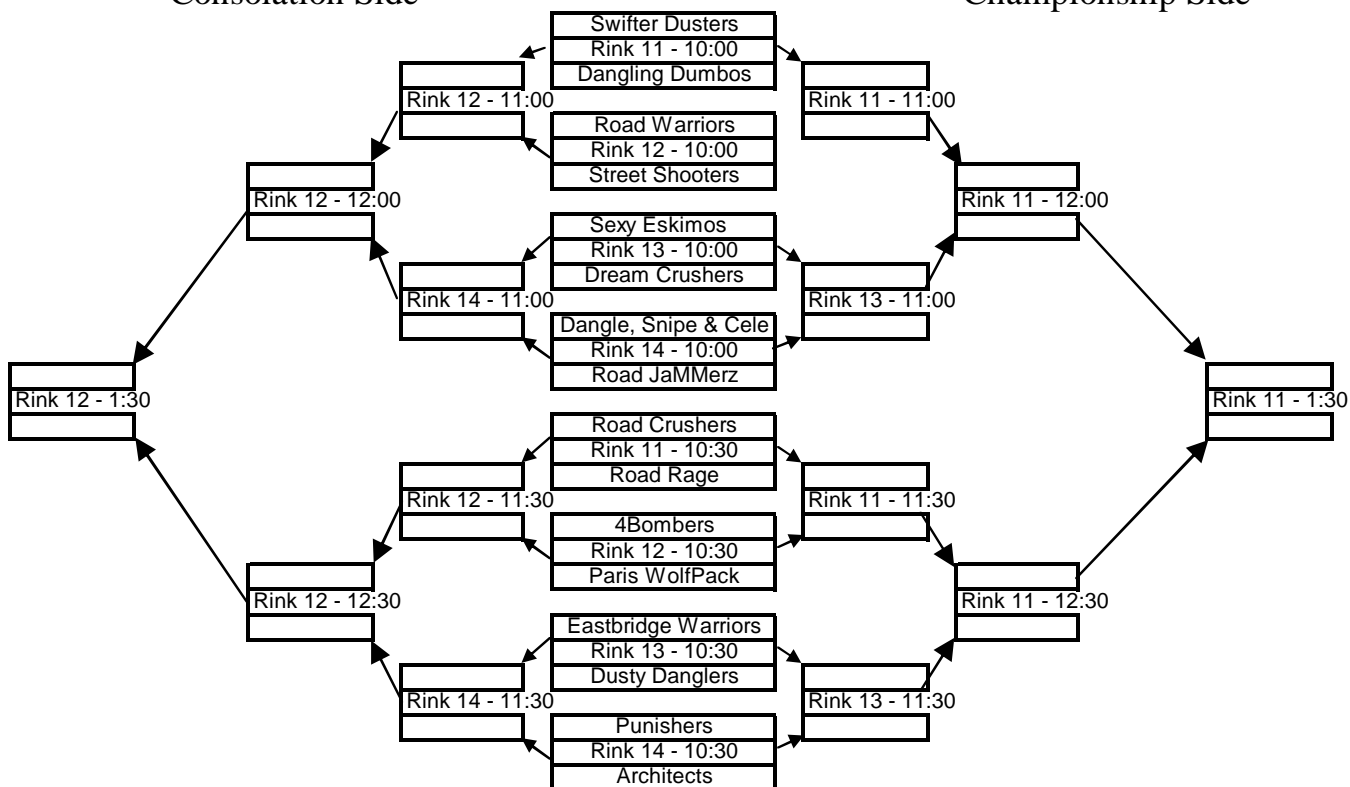 Consolation Side
Championship Side
Swifter Dusters
Rink 11 - 10:00
Dangling Dumbos
Rink 12 - 11:00
Rink 11 - 11:00
Road Warriors
Rink 12 - 10:00
Street Shooters
Rink 12 - 12:00
Rink 11 - 12:00
Sexy Eskimos
Rink 13 - 10:00
Dream Crushers
Rink 14 - 11:00
Rink 13 - 11:00
Dangle, Snipe & Cele
Rink 14 - 10:00
Road JaMMerz
Rink 12 - 1:30
Rink 11 - 1:30
Road Crushers
Rink 11 - 10:30
Road Rage
Rink 12 - 11:30
Rink 11 - 11:30
4Bombers
Rink 12 - 10:30
Paris WolfPack
Rink 12 - 12:30
Rink 11 - 12:30
Eastbridge Warriors
Rink 13 - 10:30
Dusty Danglers
Rink 14 - 11:30
Rink 13 - 11:30
Punishers
Rink 14 - 10:30
Architects